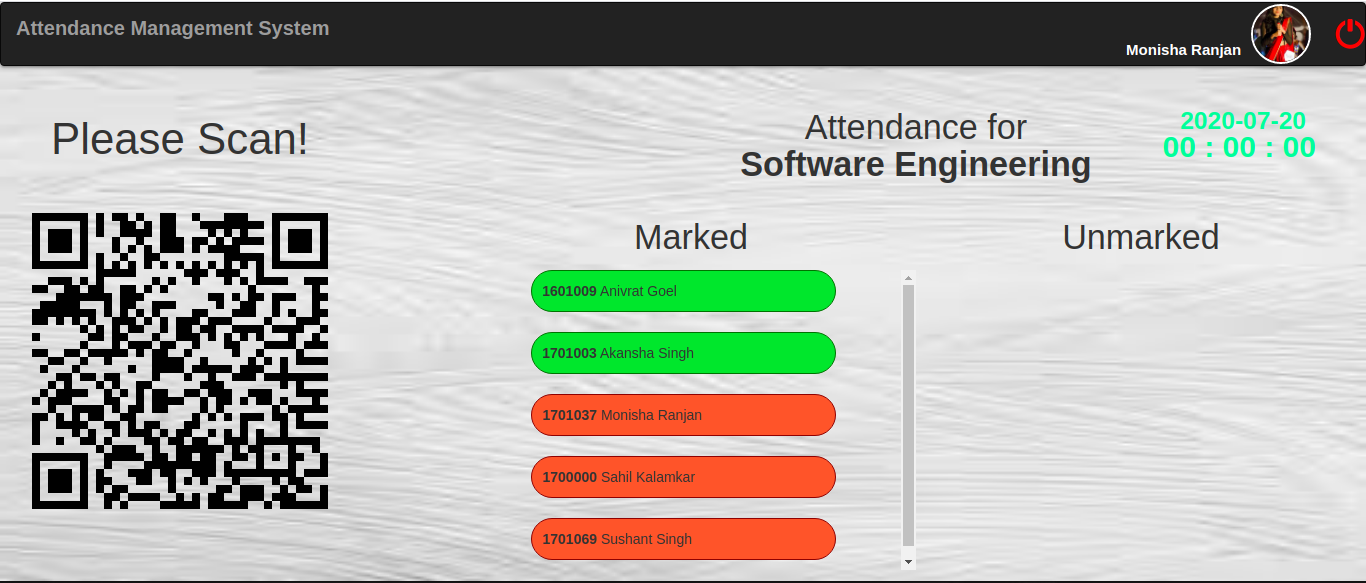 Attendance Management System
Monisha Ranjan
Please Scan!
Attendance for
Software Engineering
2020-07-20
00 : 00 : 00
Marked
Unmarked
1601009 Anivrat Goel
1701003 Akansha Singh
1701037 Monisha Ranjan
1700000 Sahil Kalamkar
1701069 Sushant Singh